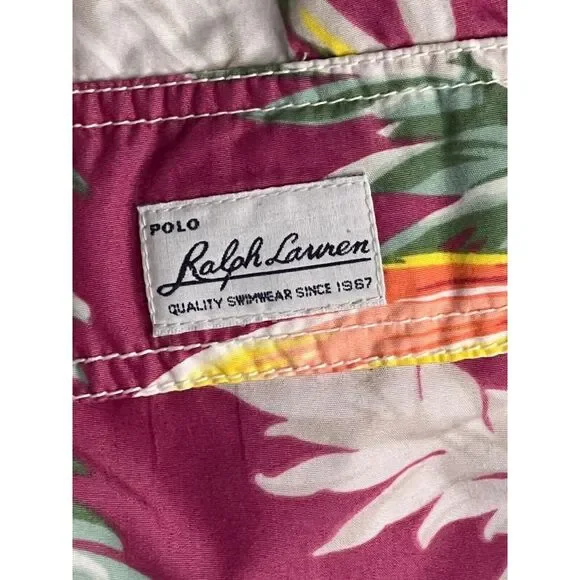 POLO
Ralph Lauren
QUALITY SWIMWEAR SINCE 1967